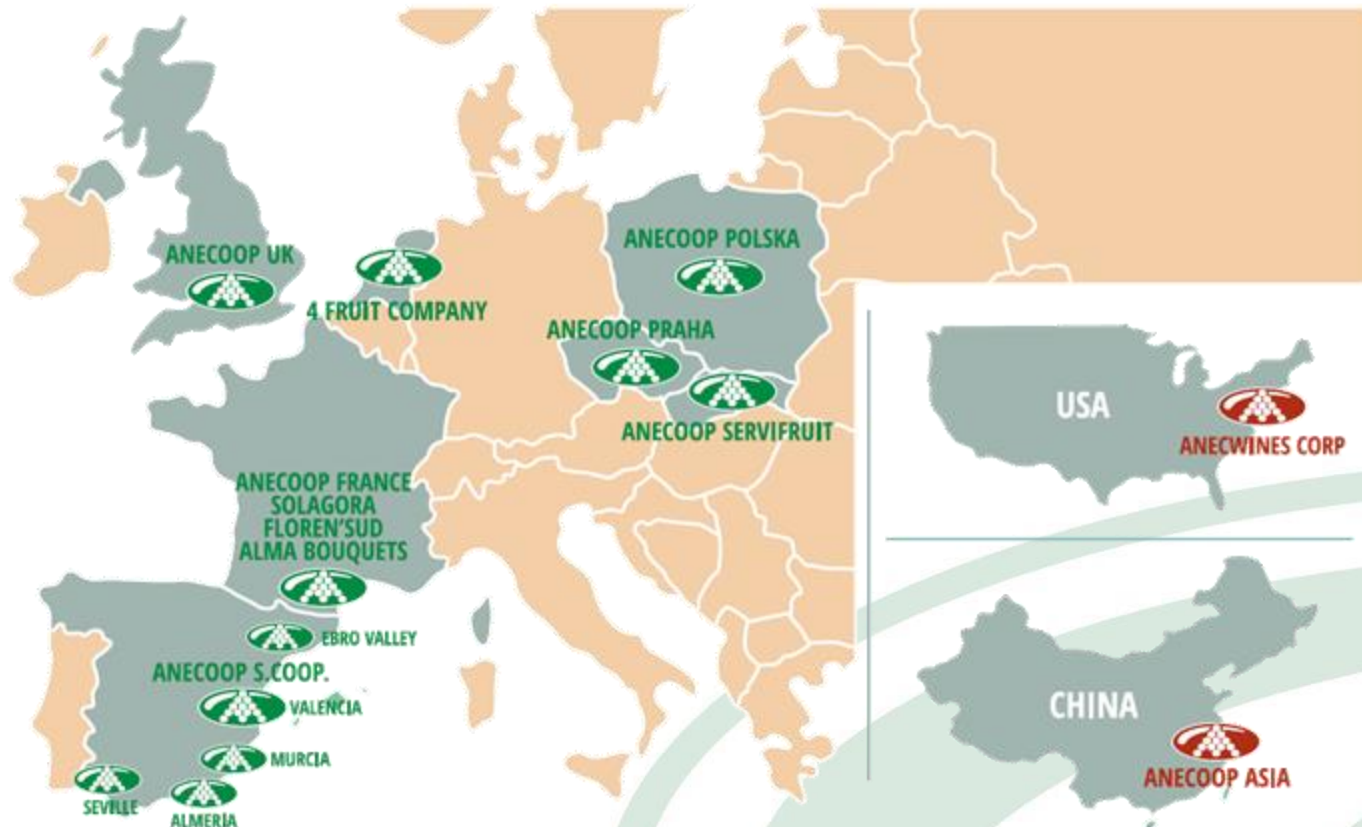 ANECOOP UK
4 FRUIT COMPANY
ANECOOP POLSKA
ANECOOP PRAHA
ANECOOP SERVIFRUIT
ANECOOP FRANCE
SOLAGORA
FLOREN'SUD
ALMA BOUQUETS
EBRO VALLEY
ANECOOP S.COOP.
VALENCIA
MURCIA
SEVILLE
ALMERIA
USA
ANECWINES CORP
CHINA
ANECOOP ASIA